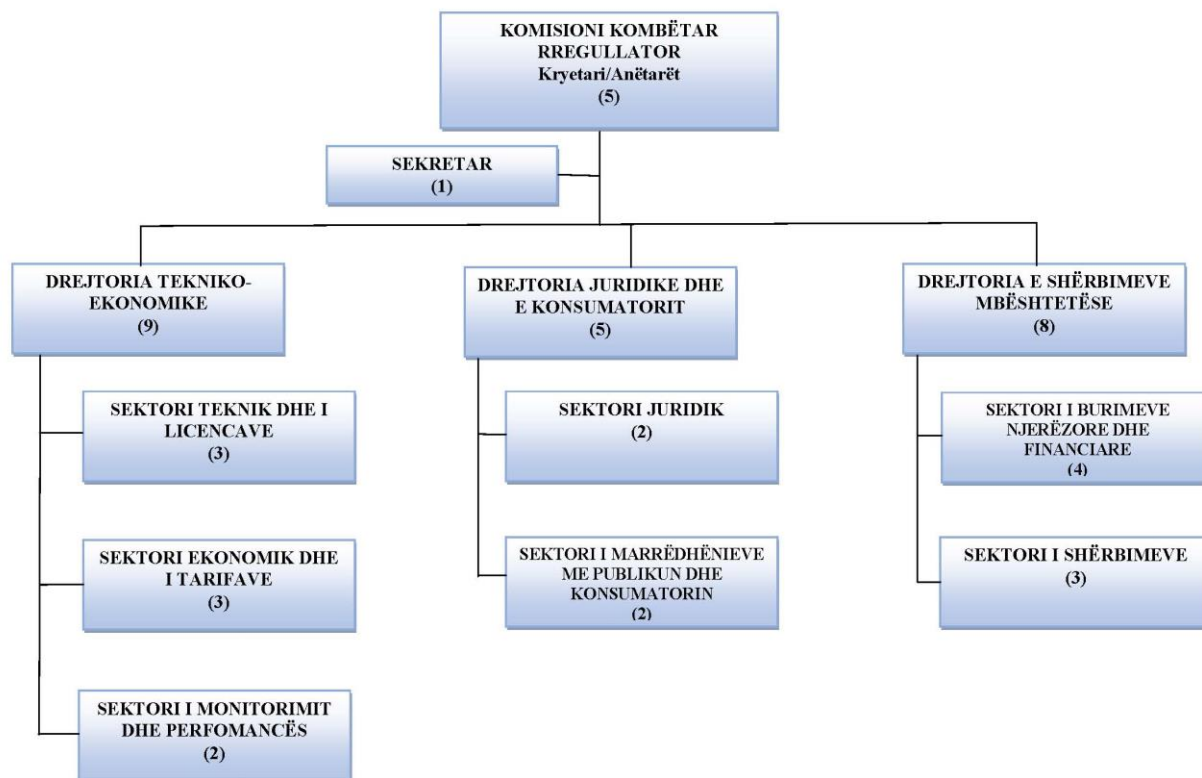 KOMISIONI KOMBËTAR
RREGULLATOR
Kryetari/Anëtarët
(5)
SEKRETAR
(1)
DREJTORIA TEKNIKO-
EKONOMIKE
(9)
SEKTORI TEKNIK DHE I
LICENCAVE
(3)
SEKTORI EKONOMIK DHE
I TARIFAVE
(3)
SEKTORI I MONITORIMIT
DHE PERFOMANCËS
(2)
DREJTORIA JURIDIKE DHE
E KONSUMATORIT
(5)
SEKTORI JURIDIK
(2)
SEKTORI I MARRËDHËNIEVE
ME PUBLIKUN DHE
KONSUMATORIN
(2)
DREJTORIA E SHËRBIMEVE
MBËSHTETËSE
(8)
SEKTORI I BURIMEVE
NJERËZORE DHE
FINANCIARE
(4)
SEKTORI I SHËRBIMEVE
(3)